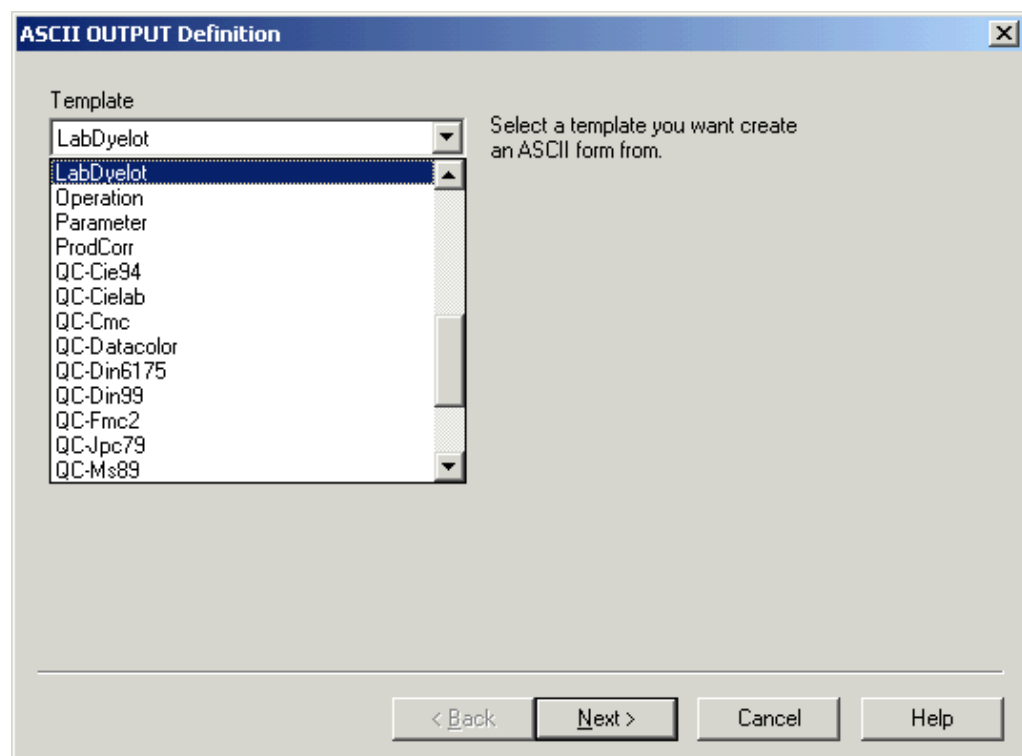 ASCII OUTPUT Definition
Template
LabDyelot
Select a template you want create
an ASCII form from.
LabDyelot
Operation
Parameter
ProdCorr
QC-Cie94
QC-Cielab
QC-Cmc
QC-Datacolor
QC-Din6175
QC-Din99
QC-Fmc2
QC-Jpc79
QC-Ms89
< Back
Next >
Cancel
Help